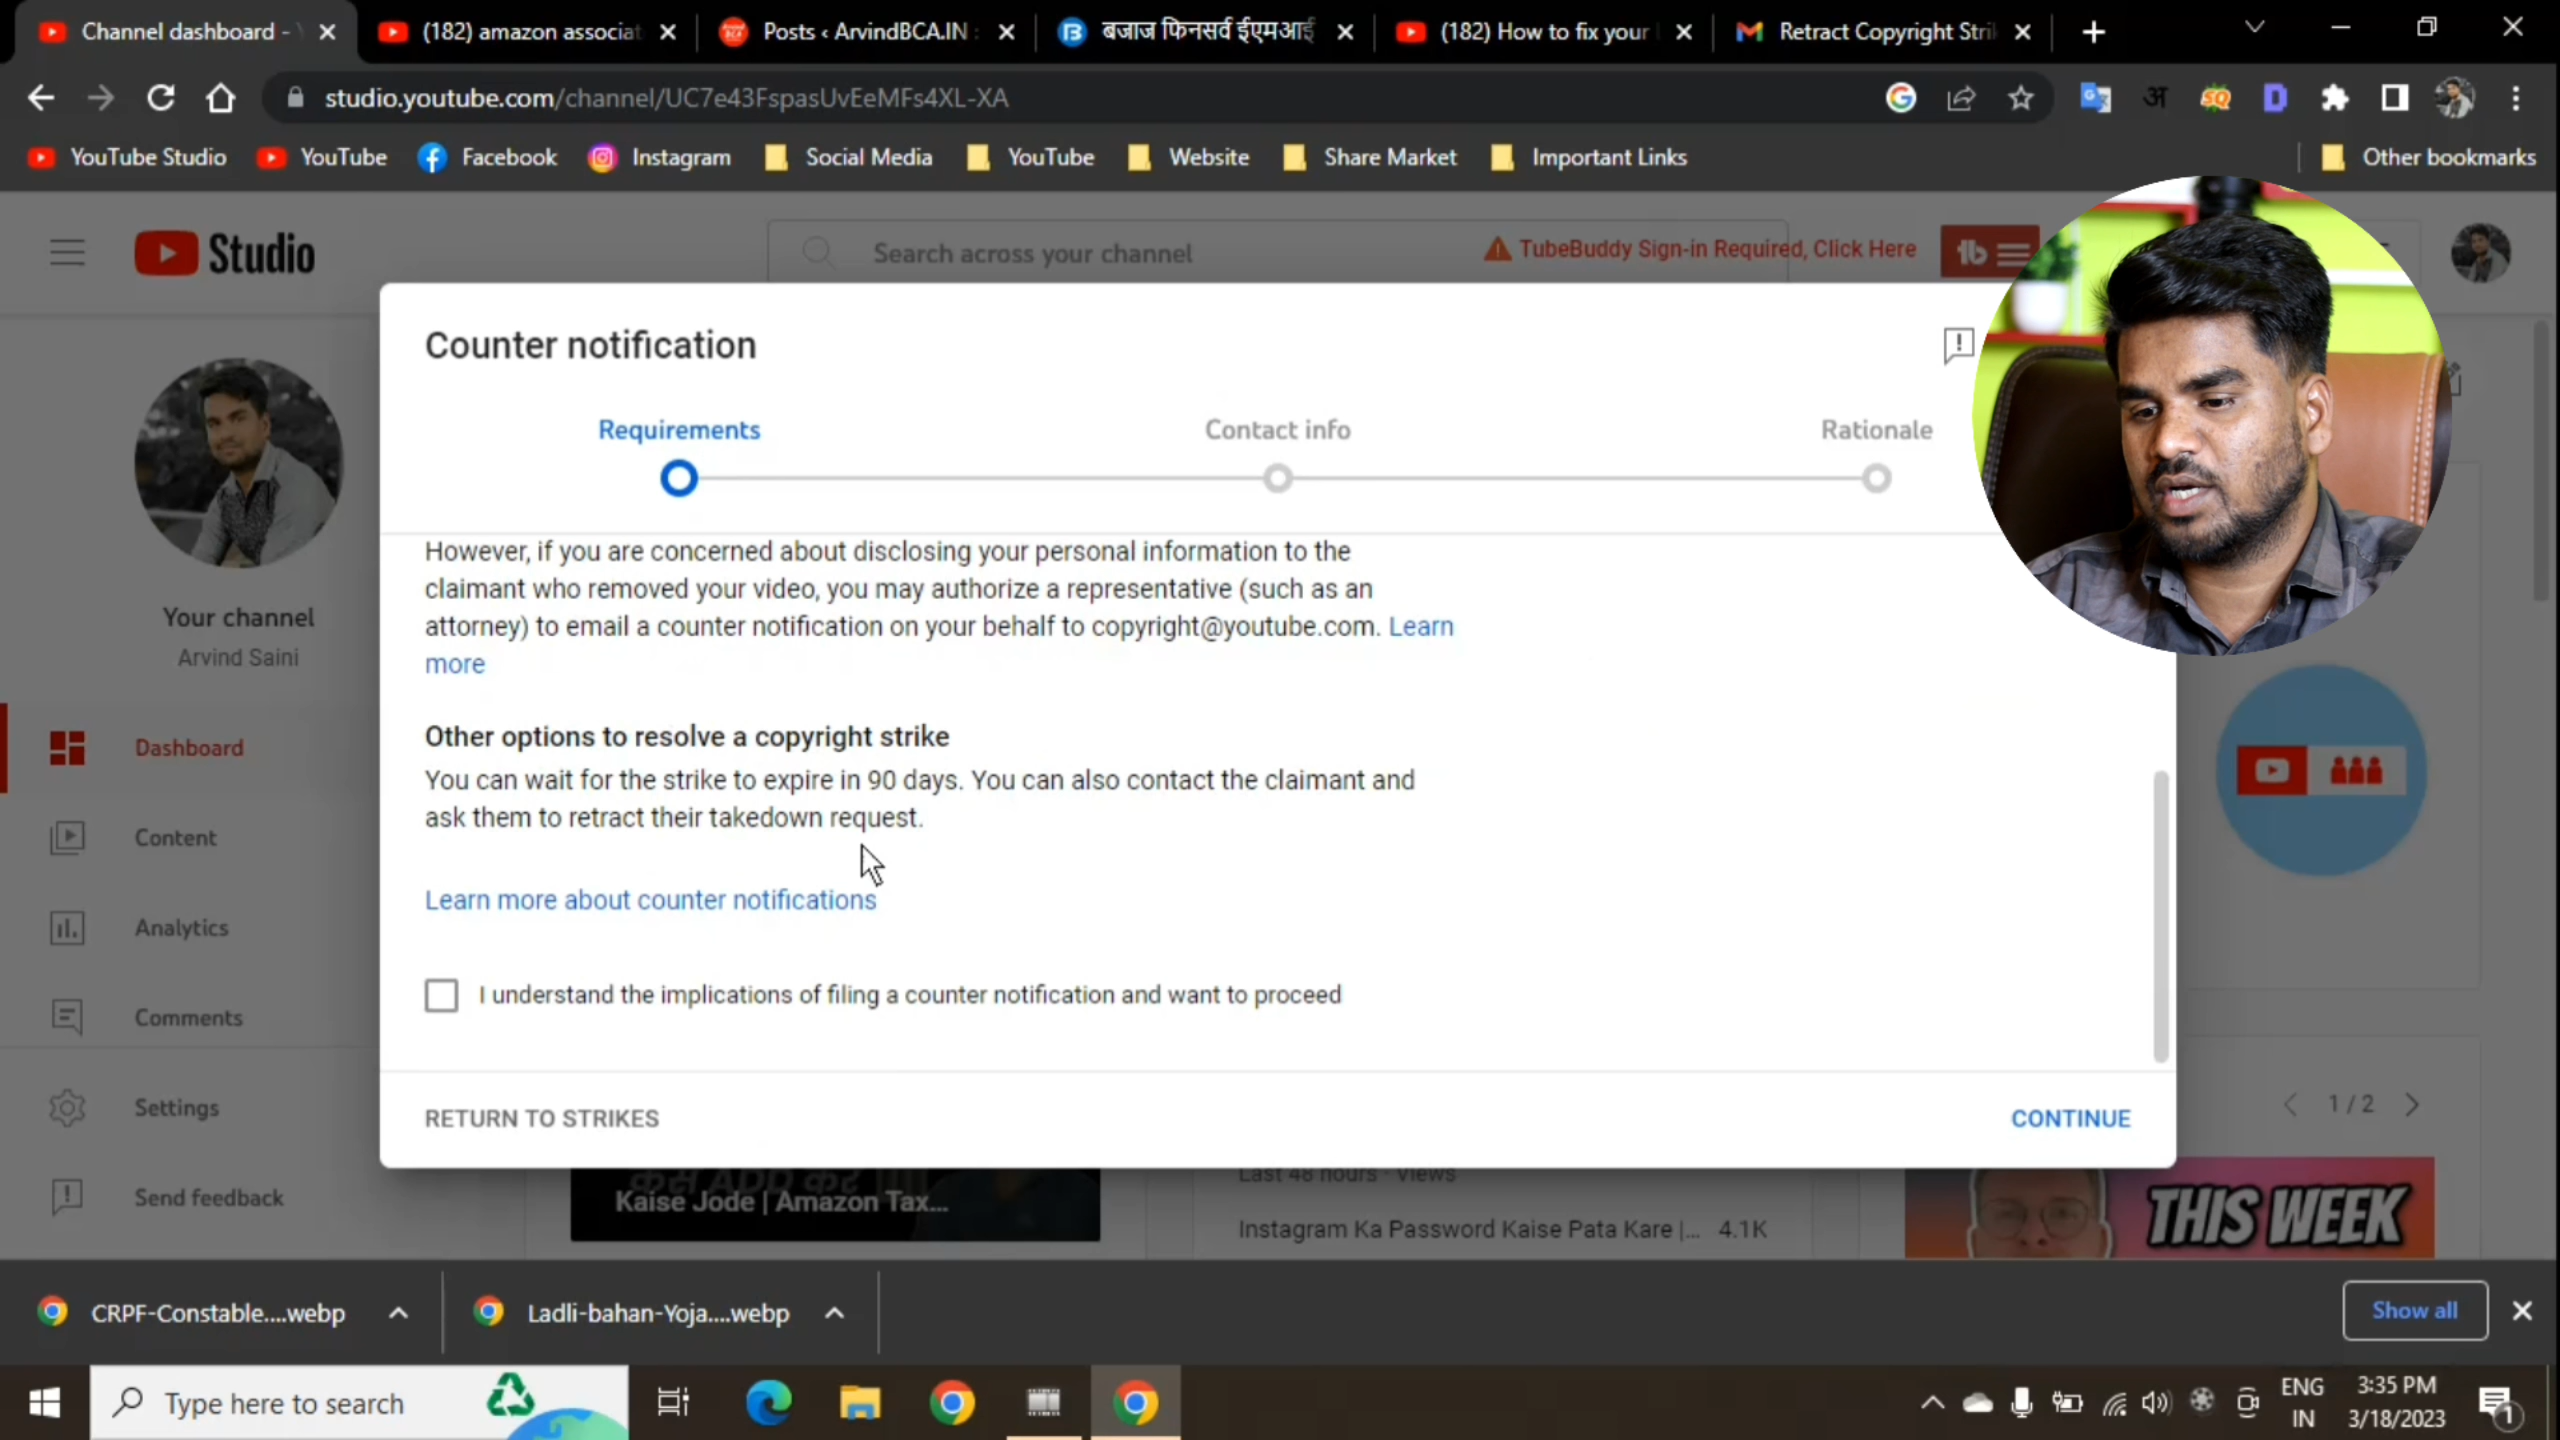 Channel dashboard -
(182) amazon associat
Posts ‹ ArvindBCA.IN
बजाज फिनसर्व ईएमआई
(182) How to fix your
Retract Copyright Stri
studio.youtube.com/channel/UC7e43FspasUvEeMFs4XL-XA
YouTube Studio
YouTube
Facebook
Instagram
Social Media
YouTube
Website
Share Market
Important Links
Other bookmarks
Studio
Search across your channel
TubeBuddy Sign-in Required, Click Here
Counter notification
Requirements
Contact info
Rationale
However, if you are concerned about disclosing your personal information to the
claimant who removed your video, you may authorize a representative (such as an
attorney) to email a counter notification on your behalf to copyright@youtube.com. Learn
more
Other options to resolve a copyright strike
You can wait for the strike to expire in 90 days. You can also contact the claimant and
ask them to retract their takedown request.
Learn more about counter notifications
I understand the implications of filing a counter notification and want to proceed
RETURN TO STRIKES
CONTINUE
Your channel
Arvind Saini
Dashboard
Content
Analytics
Comments
Settings
Send feedback
1 / 2
Kaise Jode | Amazon Tax...
Last 48 hours · Views
Instagram Ka Password Kaise Pata Kare |... 4.1K
THIS WEEK
CRPF-Constable....webp
Ladli-bahan-Yoja....webp
Show all
Type here to search
ENG
IN
3:35 PM
3/18/2023
1